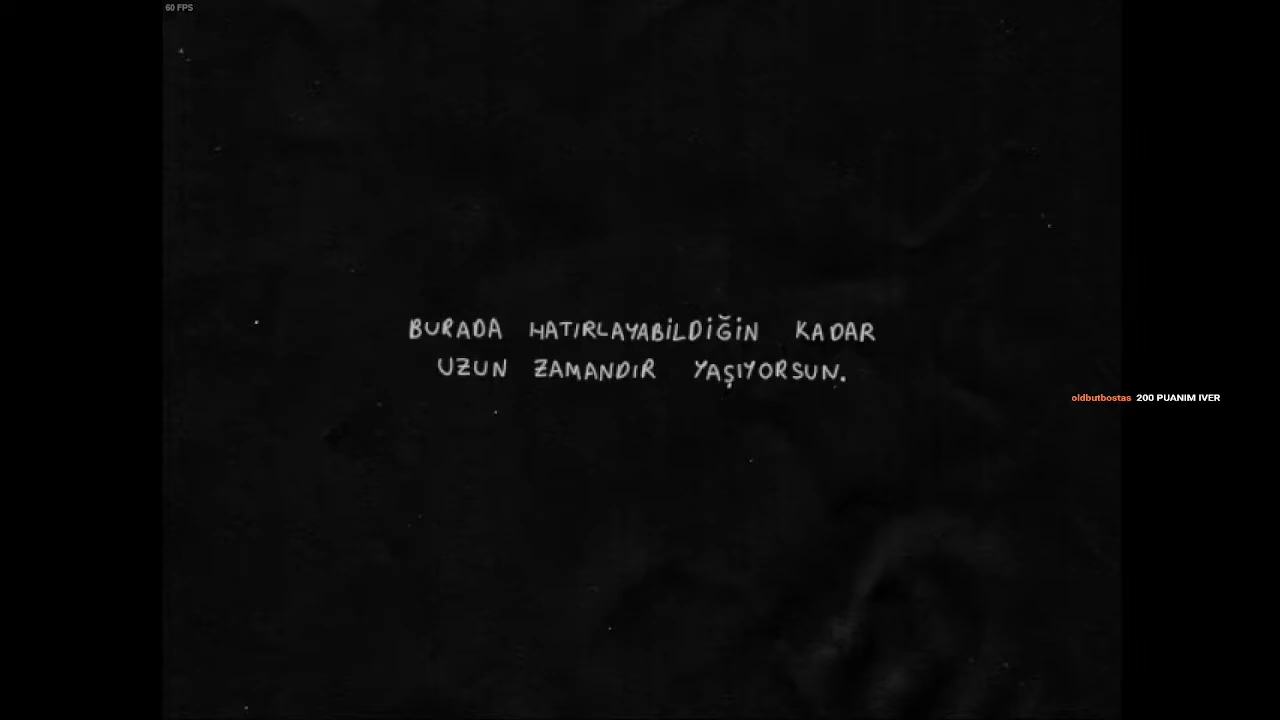 60 FPS
BURADA HATIRLAYABİLDİĞİN KADAR
UZUN ZAMANDIR YAŞIYORSUN.
oldbutbostas 200 PUANIM IVER